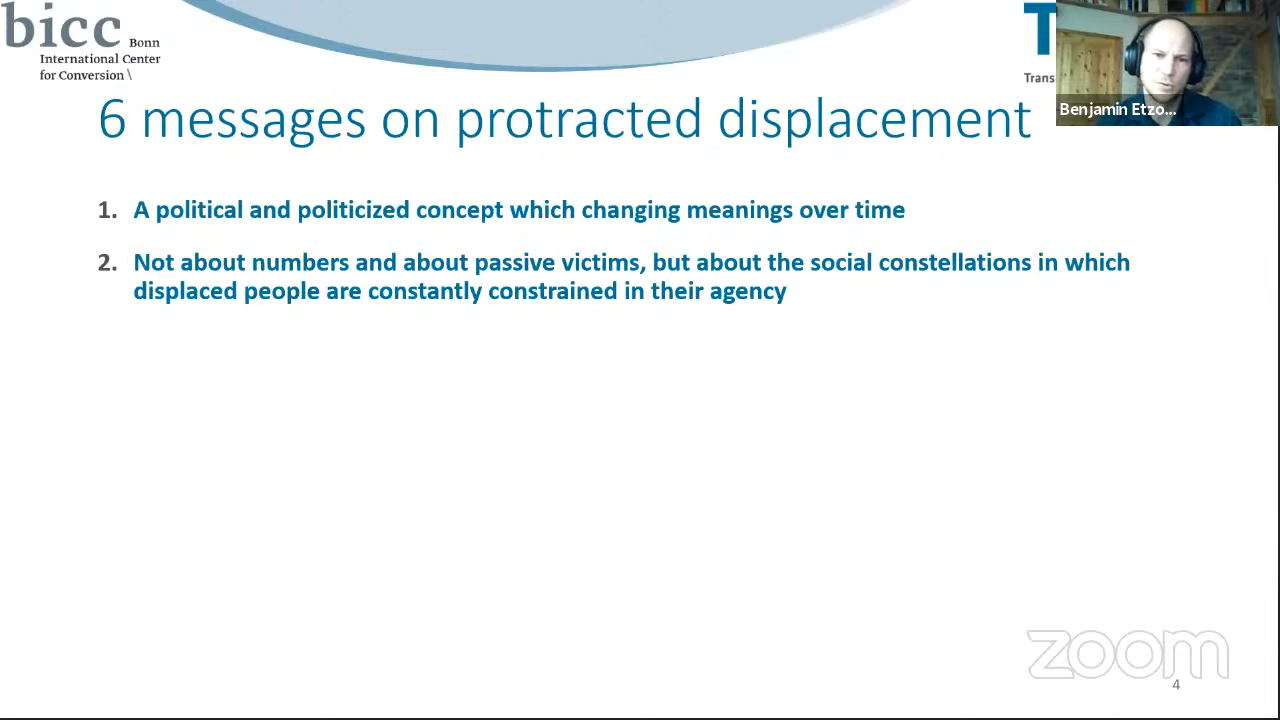 bicc Bonn
International Center
for Conversion \
T
Trans
Benjamin Etzo...
6 messages on protracted displacement
1. A political and politicized concept which changing meanings over time
2. Not about numbers and about passive victims, but about the social constellations in which
displaced people are constantly constrained in their agency
zoom
4